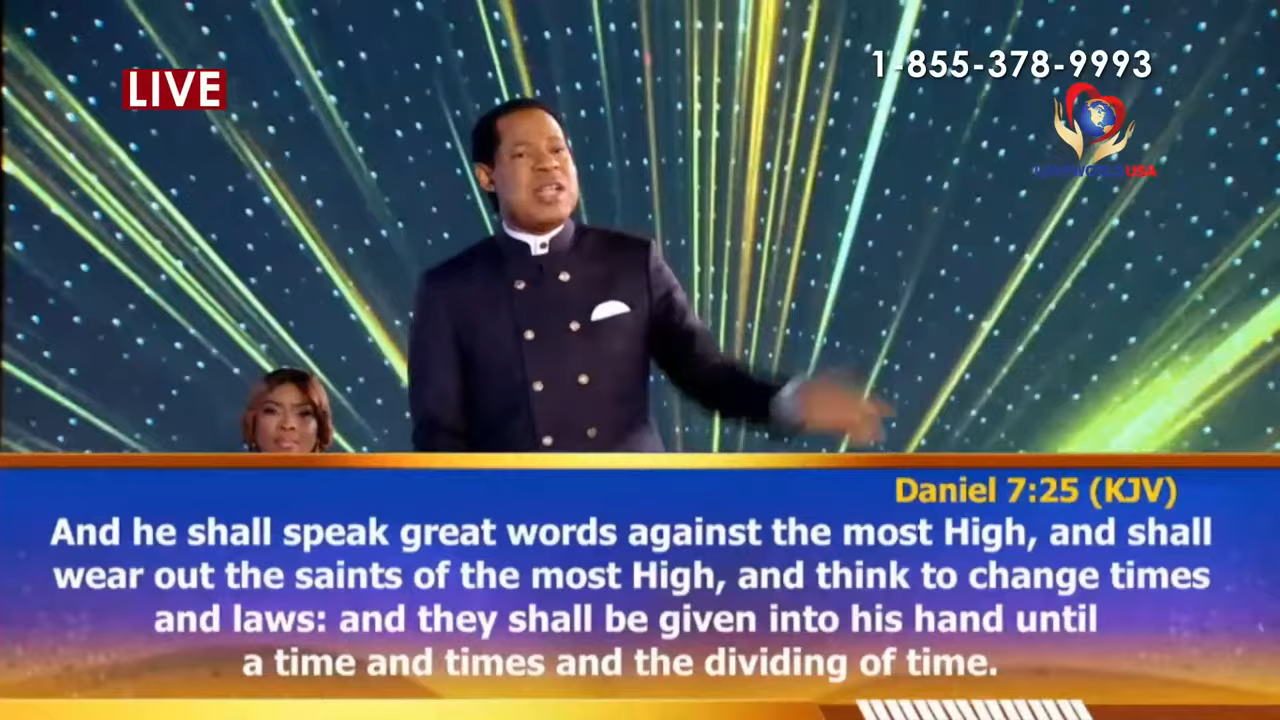 1-855-378-9993
LIVE
LOVEWORLDUSA
Daniel 7:25 (KJV)
And he shall speak great words against the most High, and shall
wear out the saints of the most High, and think to change times
and laws: and they shall be given into his hand until
a time and times and the dividing of time.